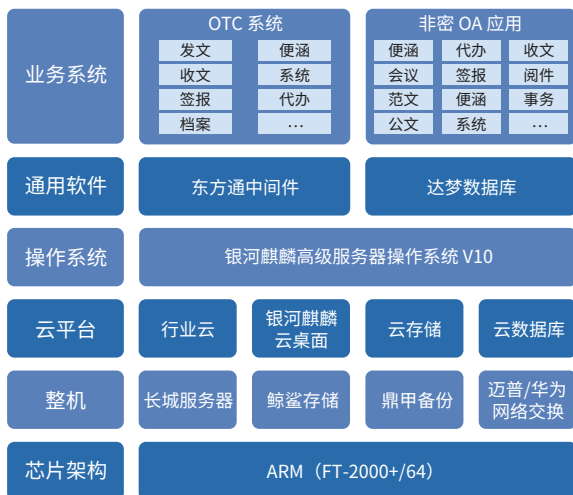 业务系统
OTC 系统
发文
便涵
收文
系统
签报
代办
档案
…
非密 OA 应用
便涵
代办
收文
会议
签报
阅件
范文
便涵
事务
公文
系统
…
通用软件
东方通中间件
达梦数据库
操作系统
银河麒麟高级服务器操作系统 V10
云平台
行业云
银河麒麟
云桌面
云存储
云数据库
整机
长城服务器
鲸鲨存储
鼎甲备份
迈普/华为
网络交换
芯片架构
ARM（FT-2000+/64）